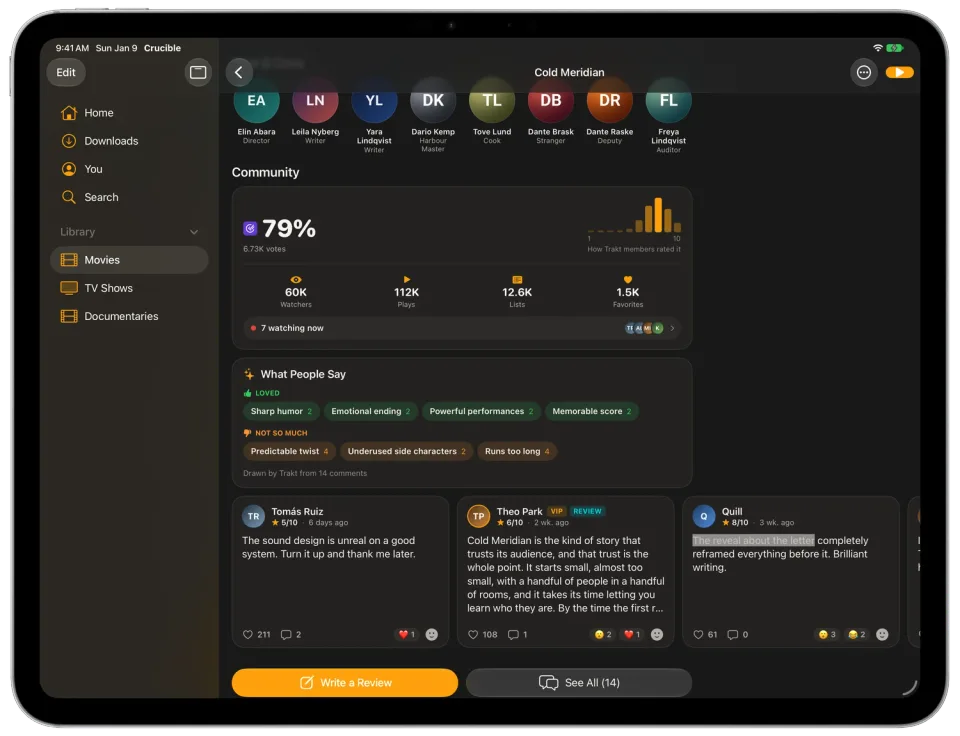 9:41 AM Sun Jan 9 Crucible
Edit
Cold Meridian
Home
Downloads
You
Search
Library
Movies
TV Shows
Documentaries
EA
LN
YL
DK
TL
DB
DR
FL
Elin Abara
Director
Leila Nyberg
Writer
Yara
Lindqvist
Writer
Dario Kemp
Harbour
Master
Tove Lund
Cook
Dante Brask
Stranger
Dante Raske
Deputy
Freya
Lindqvist
Auditor
Community
79%
6.73K votes
1 10
How Trakt members rated it
60K
Watchers
112K
Plays
12.6K
Lists
1.5K
Favorites
7 watching now
What People Say
LOVED
Sharp humor 2
Emotional ending 2
Powerful performances 2
Memorable score 2
NOT SO MUCH
Predictable twist 4
Underused side characters 2
Runs too long 4
Drawn by Trakt from 14 comments
TR
Tomás Ruiz
5/10 · 6 days ago
The sound design is unreal on a good
system. Turn it up and thank me later.
211 2
1
TP
Theo Park VIP REVIEW
6/10 · 2 wk. ago
Cold Meridian is the kind of story that
trusts its audience, and that trust is the
whole point. It starts small, almost too
small, with a handful of people in a handful
of rooms, and it takes its time letting you
learn who they are. By the time the first r...
108 1
2 1
Q
Quill
8/10 · 3 wk. ago
The reveal about the letter completely
reframed everything before it. Brilliant
writing.
61 0
3 2
Write a Review
See All (14)